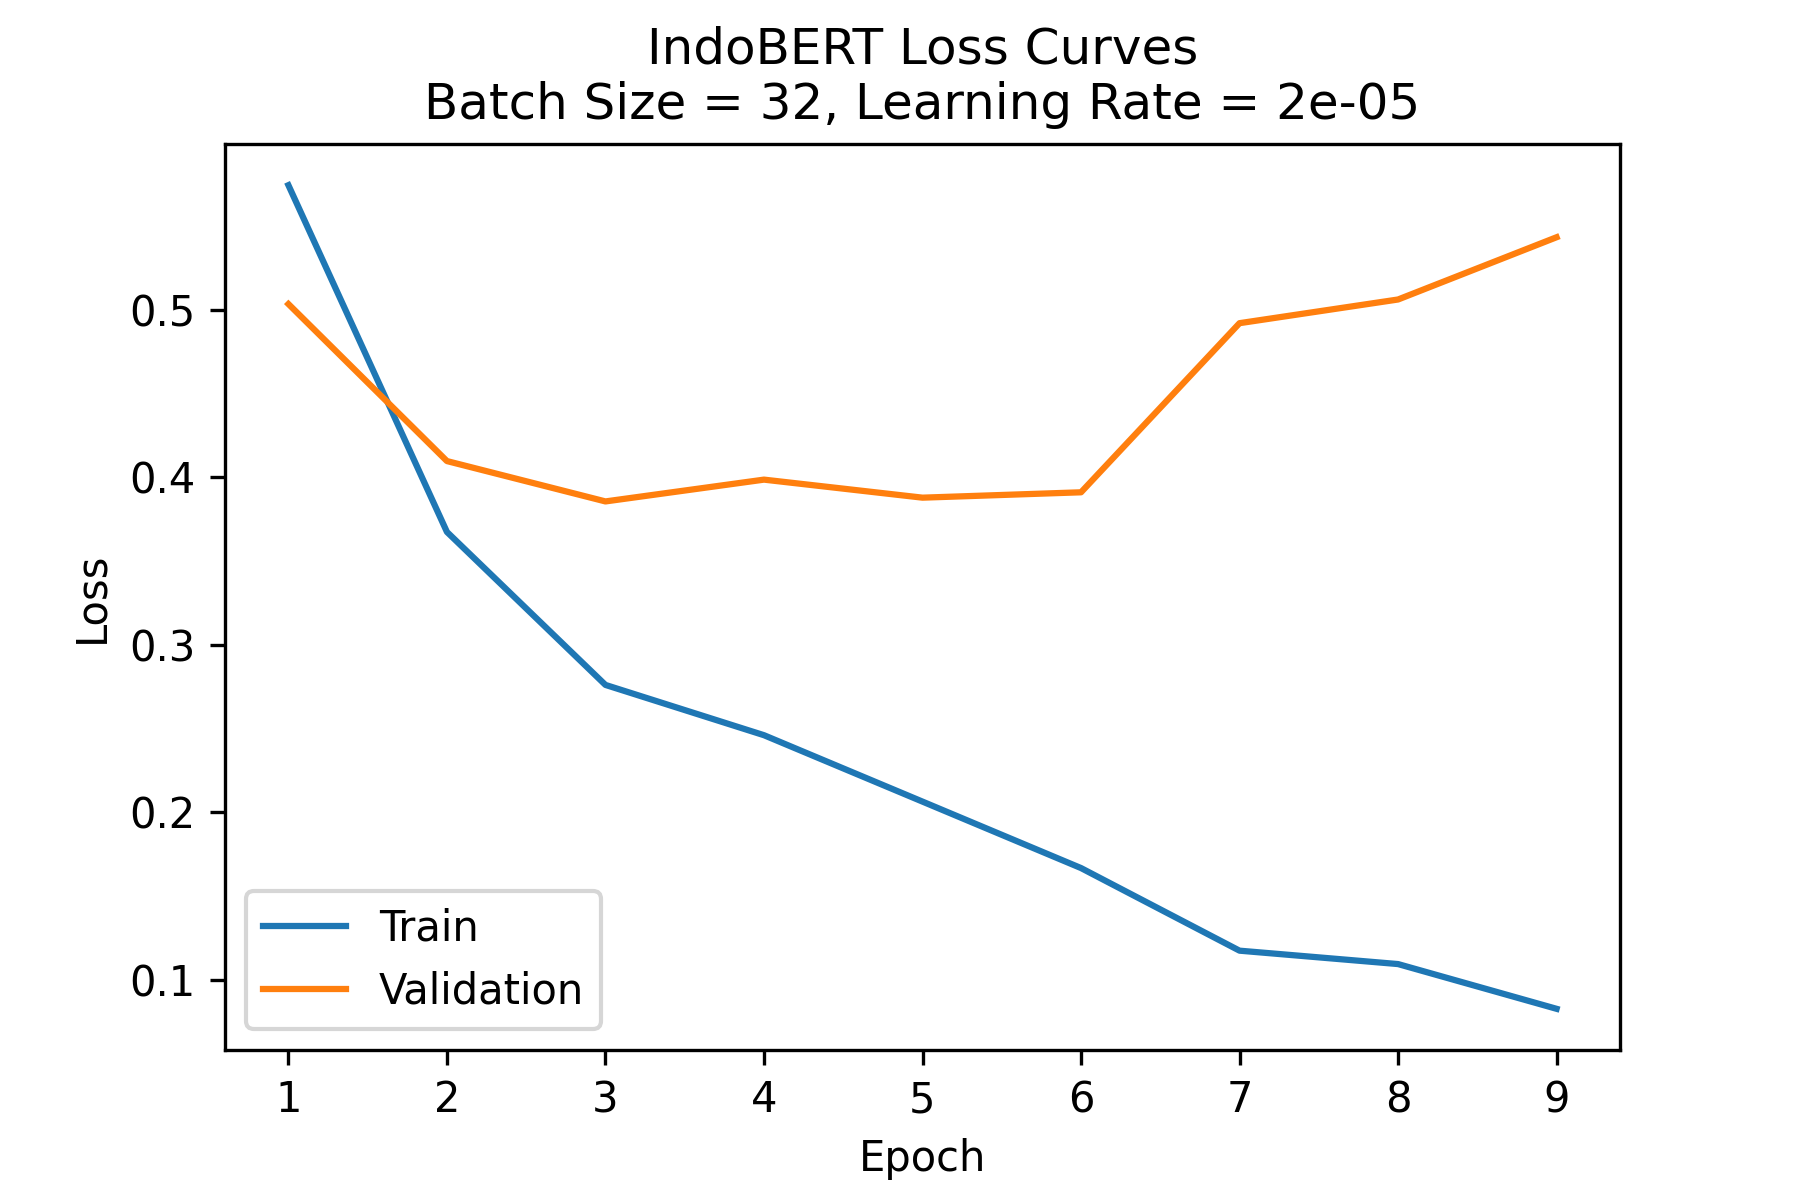 IndoBERT Loss Curves
Batch Size = 32, Learning Rate = 2e-05
Loss
0.5
0.4
0.3
0.2
0.1
Train
Validation
1 2 3 4 5 6 7 8 9
Epoch